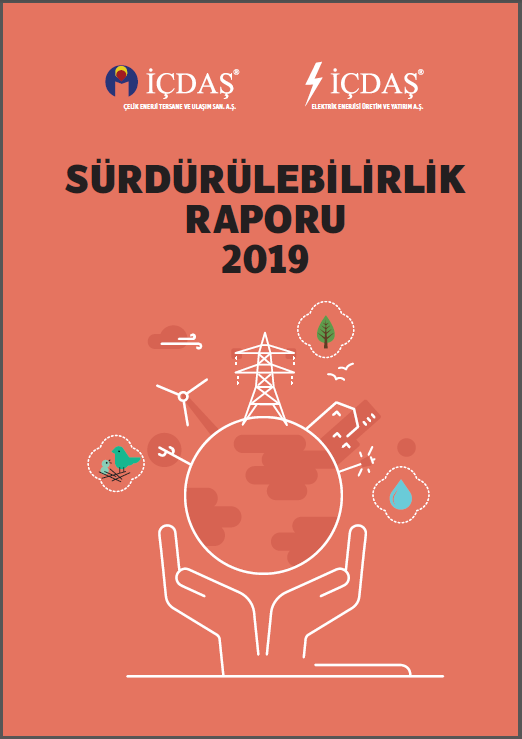 İÇDAŞ®
ÇELİK ENERJİ TERSANE VE ULAŞIM SAN. A.Ş.
İÇDAŞ®
ELEKTRİK ENERJİSİ ÜRETİM VE YATIRIM A.Ş.
SÜRDÜRÜLEBİLİRLİK
RAPORU
2019